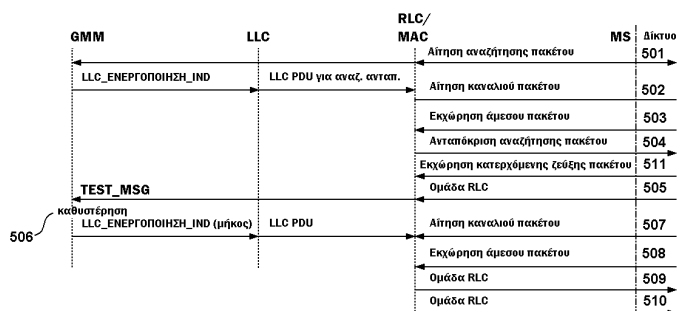 RLC/
GMM LLC MAC MS Δίκτυο
Αίτηση αναζήτησης πακέτου 501
LLC_ΕΝΕΡΓΟΠΟΙΗΣΗ_IND LLC PDU για αναζ. ανταπ. Αίτηση καναλιού πακέτου 502
Εκχώρηση άμεσου πακέτου 503
Ανταπόκριση αναζήτησης πακέτου 504
Εκχώρηση κατερχόμενης ζεύξης πακέτου 511
TEST_MSG Ομάδα RLC 505
καθυστέρηση
506 LLC_ΕΝΕΡΓΟΠΟΙΗΣΗ_IND (μήκος) LLC PDU Αίτηση καναλιού πακέτου 507
Εκχώρηση άμεσου πακέτου 508
Ομάδα RLC 509
Ομάδα RLC 510